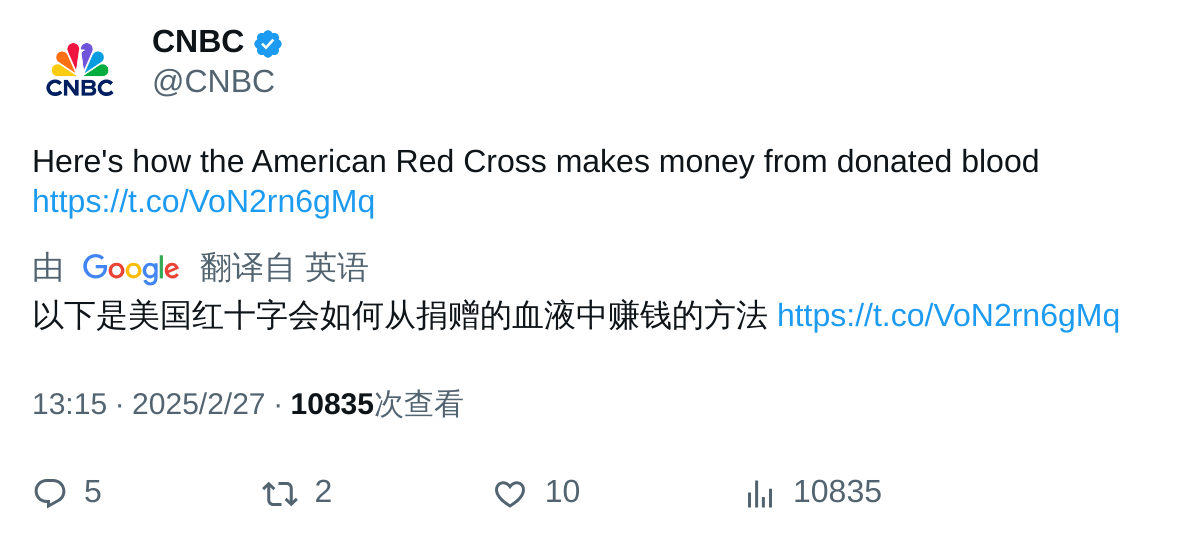 CNBC
CNBC
@CNBC
Here's how the American Red Cross makes money from donated blood
https://t.co/VoN2rn6gMq
由 Google 翻译自 英语
以下是美国红十字会如何从捐赠的血液中赚钱的方法 https://t.co/VoN2rn6gMq
13:15 · 2025/2/27 · 10835次查看
5 2 10 10835